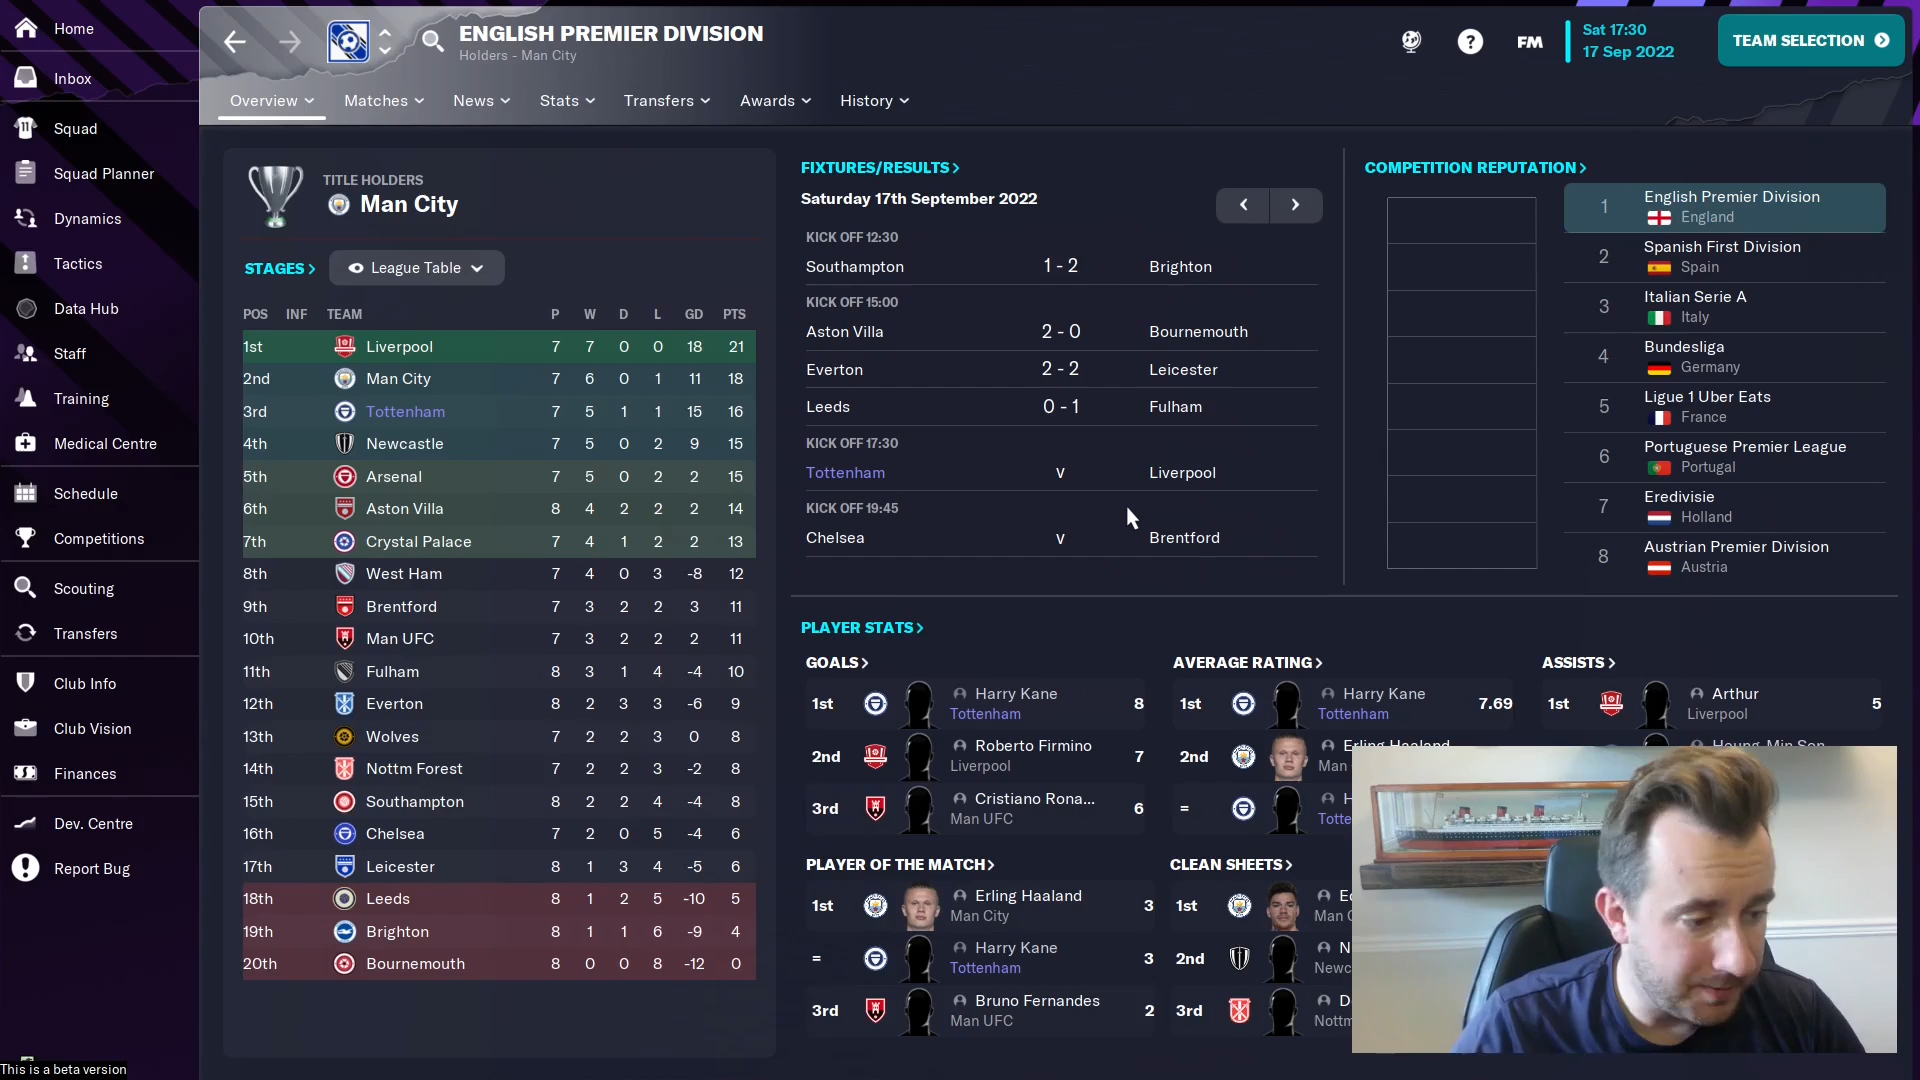 Home
Inbox
Squad
Squad Planner
Dynamics
Tactics
Data Hub
Staff
Training
Medical Centre
Schedule
Competitions
Scouting
Transfers
Club Info
Club Vision
Finances
Dev. Centre
Report Bug
This is a beta version
ENGLISH PREMIER DIVISION
Holders - Man City
FM
Sat 17:30
17 Sep 2022
TEAM SELECTION
Overview Matches News Stats Transfers Awards History
TITLE HOLDERS
Man City
STAGES > League Table
POS INF TEAM P W D L GD PTS
1st Liverpool 7 7 0 0 18 21
2nd Man City 7 6 0 1 11 18
3rd Tottenham 7 5 1 1 15 16
4th Newcastle 7 5 0 2 9 15
5th Arsenal 7 5 0 2 2 15
6th Aston Villa 8 4 2 2 2 14
7th Crystal Palace 7 4 1 2 2 13
8th West Ham 7 4 0 3 -8 12
9th Brentford 7 3 2 2 3 11
10th Man UFC 7 3 2 2 2 11
11th Fulham 8 3 1 4 -4 10
12th Everton 8 2 3 3 -6 9
13th Wolves 7 2 2 3 0 8
14th Nottm Forest 7 2 2 3 -2 8
15th Southampton 8 2 2 4 -4 8
16th Chelsea 7 2 0 5 -4 6
17th Leicester 8 1 3 4 -5 6
18th Leeds 8 1 2 5 -10 5
19th Brighton 8 1 1 6 -9 4
20th Bournemouth 8 0 0 8 -12 0
FIXTURES/RESULTS >
Saturday 17th September 2022
KICK OFF 12:30
Southampton 1 - 2 Brighton
KICK OFF 15:00
Aston Villa 2 - 0 Bournemouth
Everton 2 - 2 Leicester
Leeds 0 - 1 Fulham
KICK OFF 17:30
Tottenham v Liverpool
KICK OFF 19:45
Chelsea v Brentford
COMPETITION REPUTATION >
1 English Premier Division
England
2 Spanish First Division
Spain
3 Italian Serie A
Italy
4 Bundesliga
Germany
5 Ligue 1 Uber Eats
France
6 Portuguese Premier League
Portugal
7 Eredivisie
Holland
8 Austrian Premier Division
Austria
PLAYER STATS >
GOALS >
1st Harry Kane 8
Tottenham
2nd Roberto Firmino 7
Liverpool
3rd Cristiano Rona... 6
Man UFC
AVERAGE RATING >
1st Harry Kane 7.69
Tottenham
2nd Erling Haaland
Man
= H
Totte
ASSISTS >
1st Arthur 5
Liverpool
Heung-Min Son
PLAYER OF THE MATCH >
1st Erling Haaland 3
Man City
= Harry Kane 3
Tottenham
3rd Bruno Fernandes 2
Man UFC
CLEAN SHEETS >
1st
Man
2nd N
Newc
3rd D
Nottm